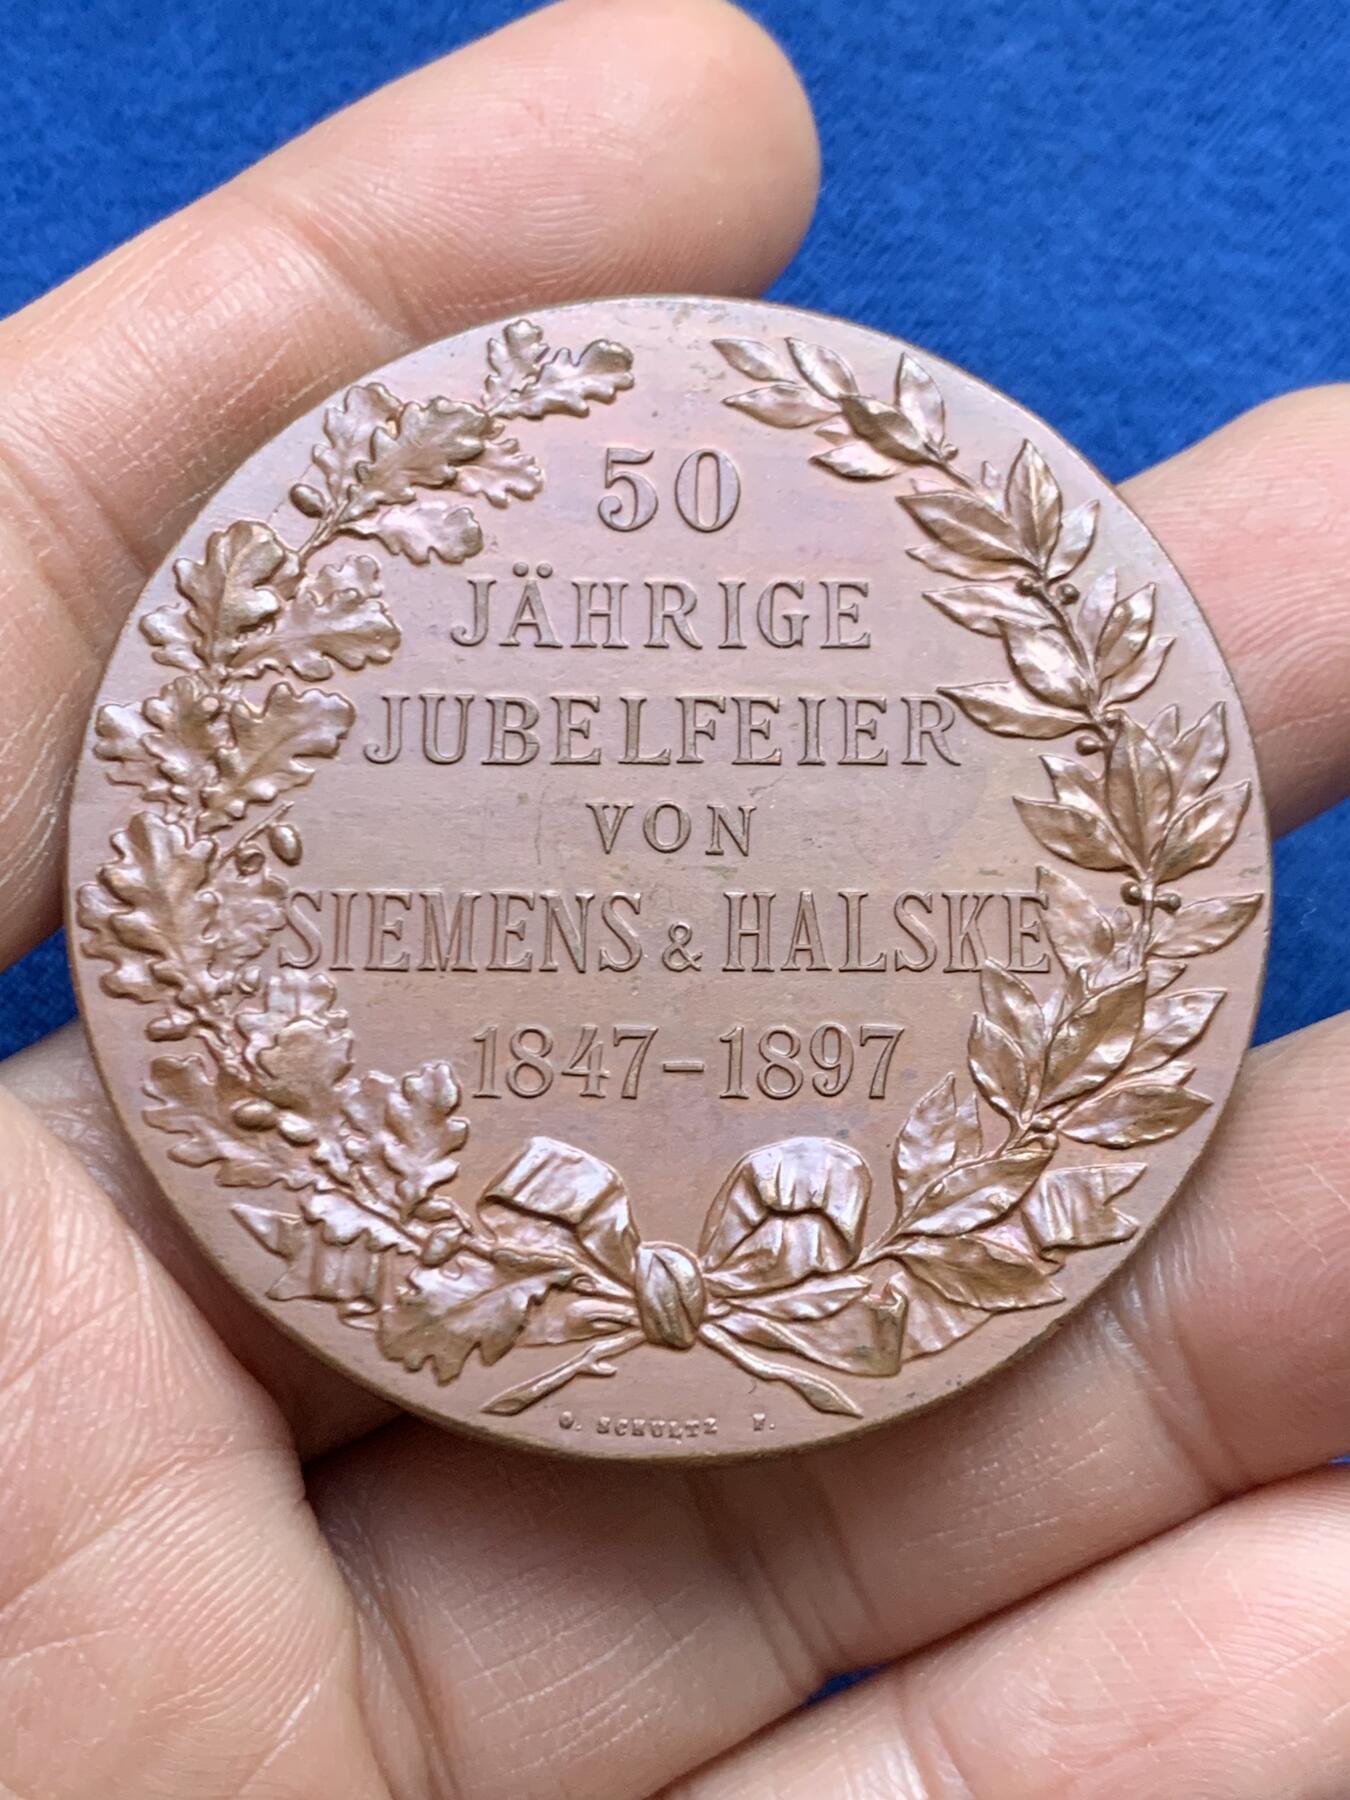 50
JÄHRIGE
JUBELFEIER
VON
SIEMENS & HALSKE
1847-1897
O. SCHULTZ F.